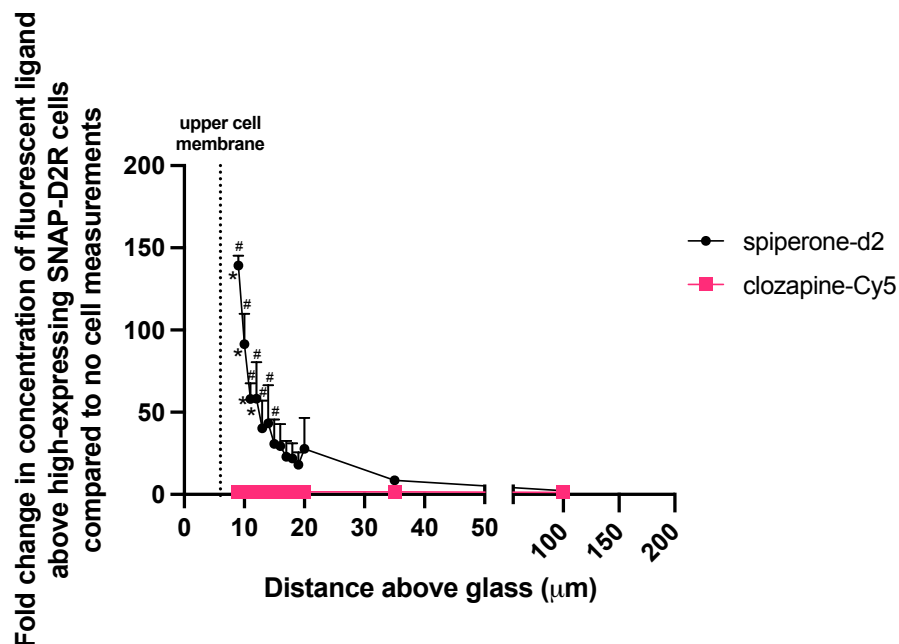 Fold change in concentration of fluorescent ligand
above high-expressing SNAP-D2R cells
compared to no cell measurements
upper cell
membrane
200
150
100
50
0
#
*
#
*
#
*
#
*
#
#
#
0 10 20 30 40 50 100 150 200
Distance above glass (μm)
spiperone-d2
clozapine-Cy5